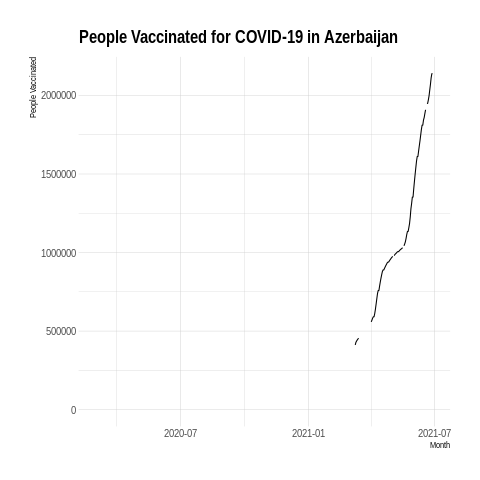 People Vaccinated for COVID-19 in Azerbaijan
People Vaccinated
2000000
1500000
1000000
500000
0
2020-07
2021-01
2021-07
Month